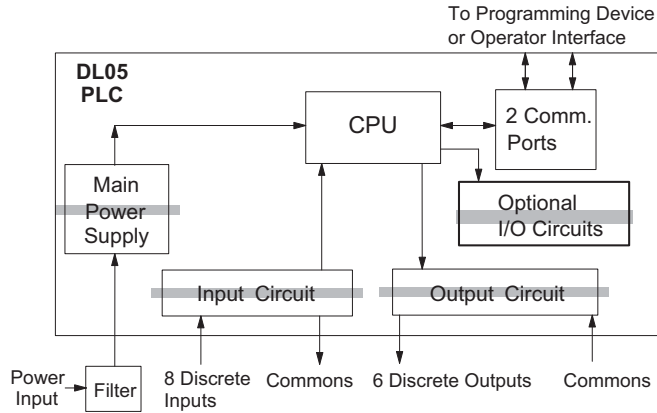 To Programming Device
or Operator Interface
DL05
PLC
CPU
2 Comm.
Ports
Main
Power
Supply
Optional
I/O Circuits
Input Circuit
Output Circuit
Power
Input
Filter
8 Discrete
Inputs
Commons
6 Discrete Outputs
Commons